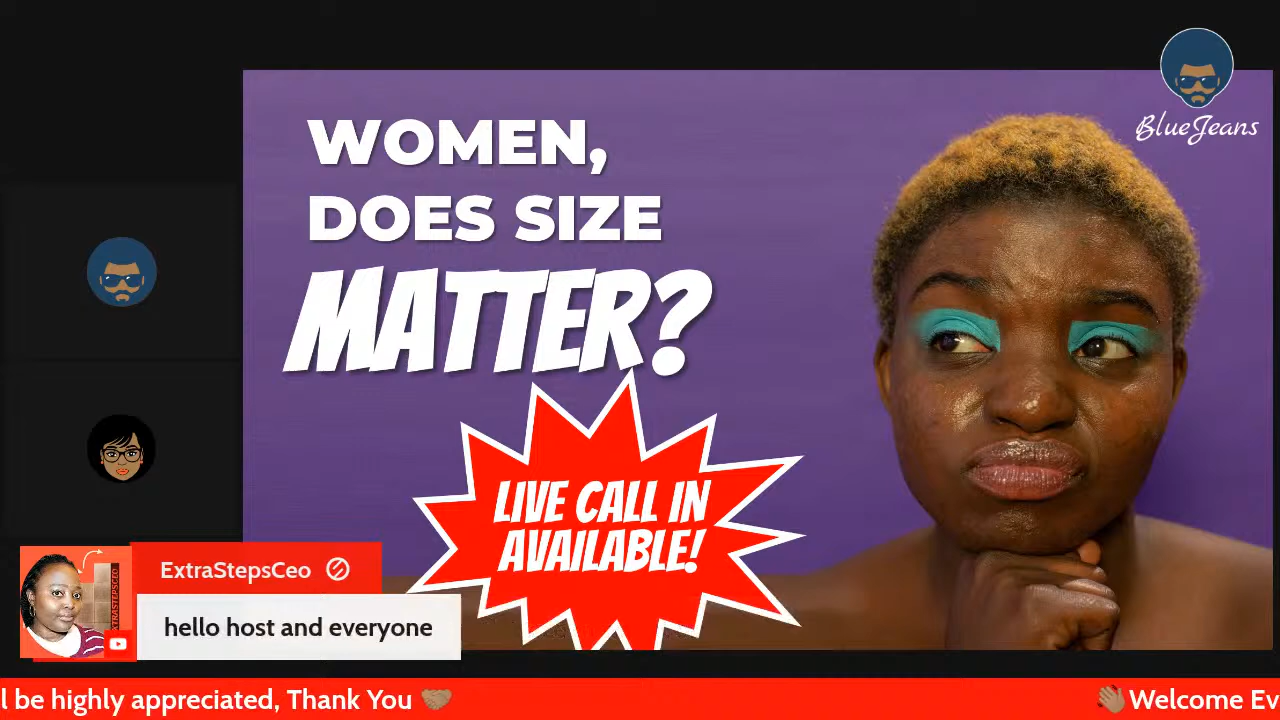 BlueJeans
WOMEN,
DOES SIZE
MATTER?
LIVE CALL IN
AVAILABLE!
EXTRASTEPSCEO
ExtraStepsCeo
hello host and everyone
l be highly appreciated, Thank You 🤝🏽
👋🏽Welcome Ev